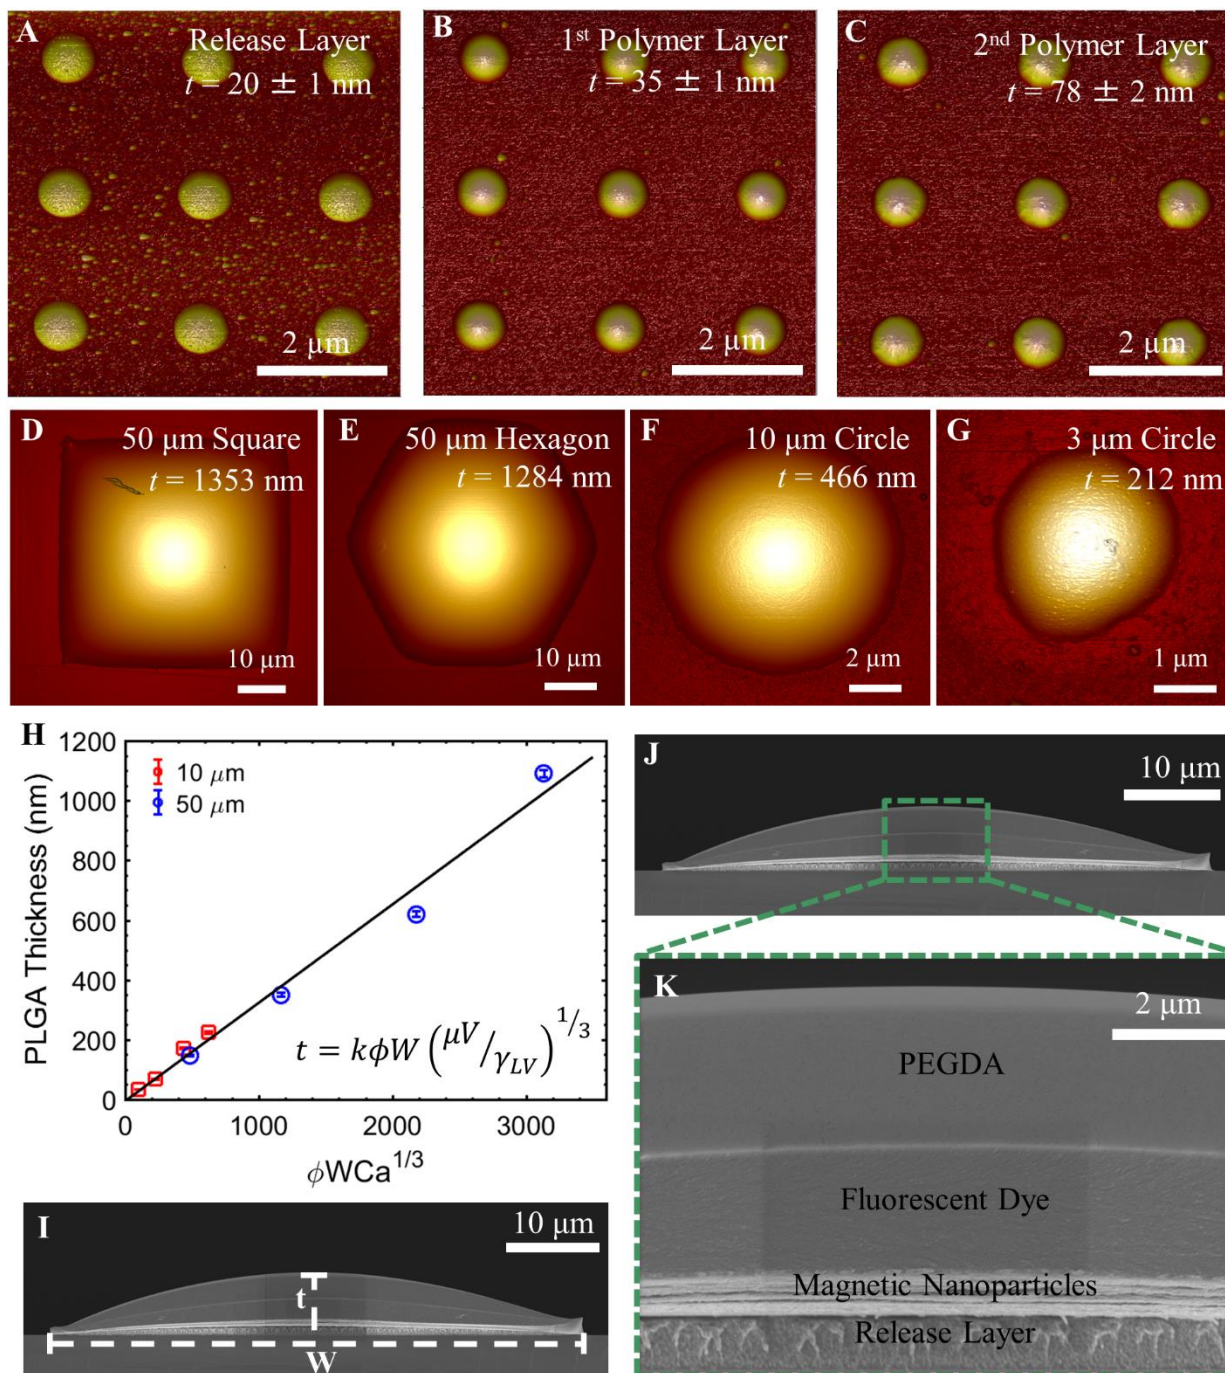 A
Release Layer
t = 20 ± 1 nm
2 μm
B
1st Polymer Layer
t = 35 ± 1 nm
2 μm
C
2nd Polymer Layer
t = 78 ± 2 nm
2 μm
D
50 μm Square
t = 1353 nm
10 μm
E
50 μm Hexagon
t = 1284 nm
10 μm
F
10 μm Circle
t = 466 nm
2 μm
G
3 μm Circle
t = 212 nm
1 μm
H
PLGA Thickness (nm)
1200
1000
800
600
400
200
0
10 μm
50 μm
t = kϕW (μV/γLV)^1/3
0 1000 2000 3000
ϕWCa^1/3
I
10 μm
t
W
J
10 μm
K
2 μm
PEGDA
Fluorescent Dye
Magnetic Nanoparticles
Release Layer